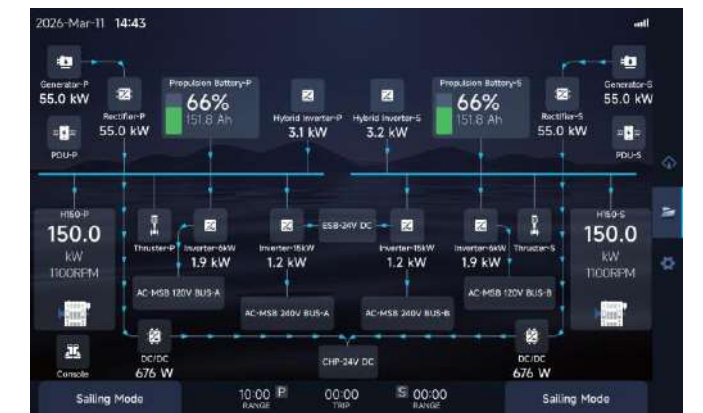 2026-Mar-11 14:43
Generator-P
55.0 kW
Rectifier-P
55.0 kW
PDU-P
Propulsion Battery-P
66%
151.8 Ah
Hybrid Inverter-P
3.1 kW
Hybrid Inverter-S
3.2 kW
Propulsion Battery-S
66%
151.8 Ah
Rectifier-S
55.0 kW
Generator-S
55.0 kW
PDU-S
H150-P
150.0
kW
1100RPM
Thruster-P
Inverter-6kW
1.9 kW
Inverter-15kW
1.2 kW
ESB-24V DC
Inverter-15kW
1.2 kW
Inverter-6kW
1.9 kW
Thruster-S
H150-S
150.0
kW
1100RPM
AC-MSB 120V BUS-A
AC-MSB 240V BUS-A
AC-MSB 240V BUS-B
AC-MSB 120V BUS-B
Console
DC/DC
676 W
CHP-24V DC
DC/DC
676 W
Sailing Mode
10:00 P
RANGE
00:00
TRIP
S 00:00
RANGE
Sailing Mode